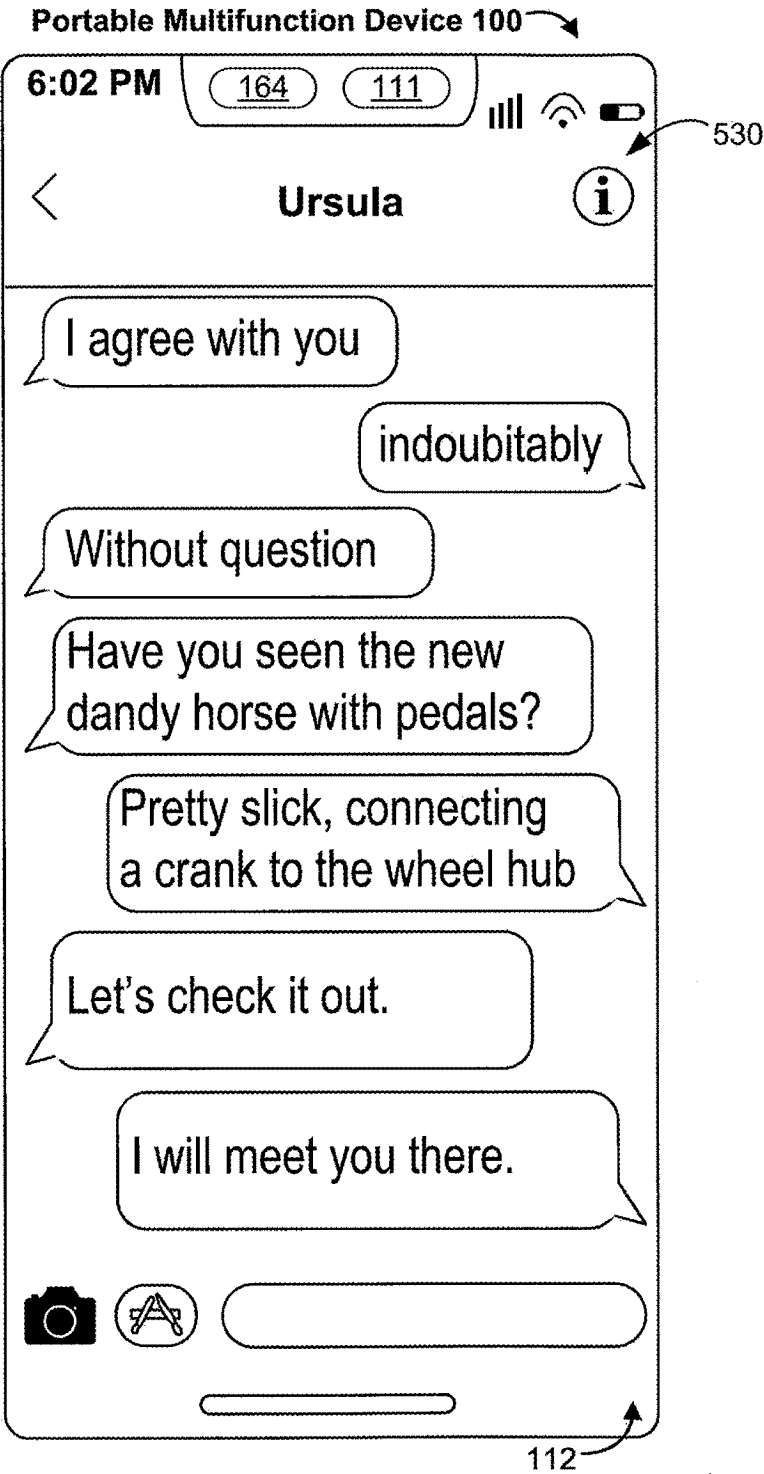 Portable Multifunction Device 100
6:02 PM
164
111
530
Ursula
i
I agree with you
indoubitably
Without question
Have you seen the new
dandy horse with pedals?
Pretty slick, connecting
a crank to the wheel hub
Let's check it out.
I will meet you there.
112